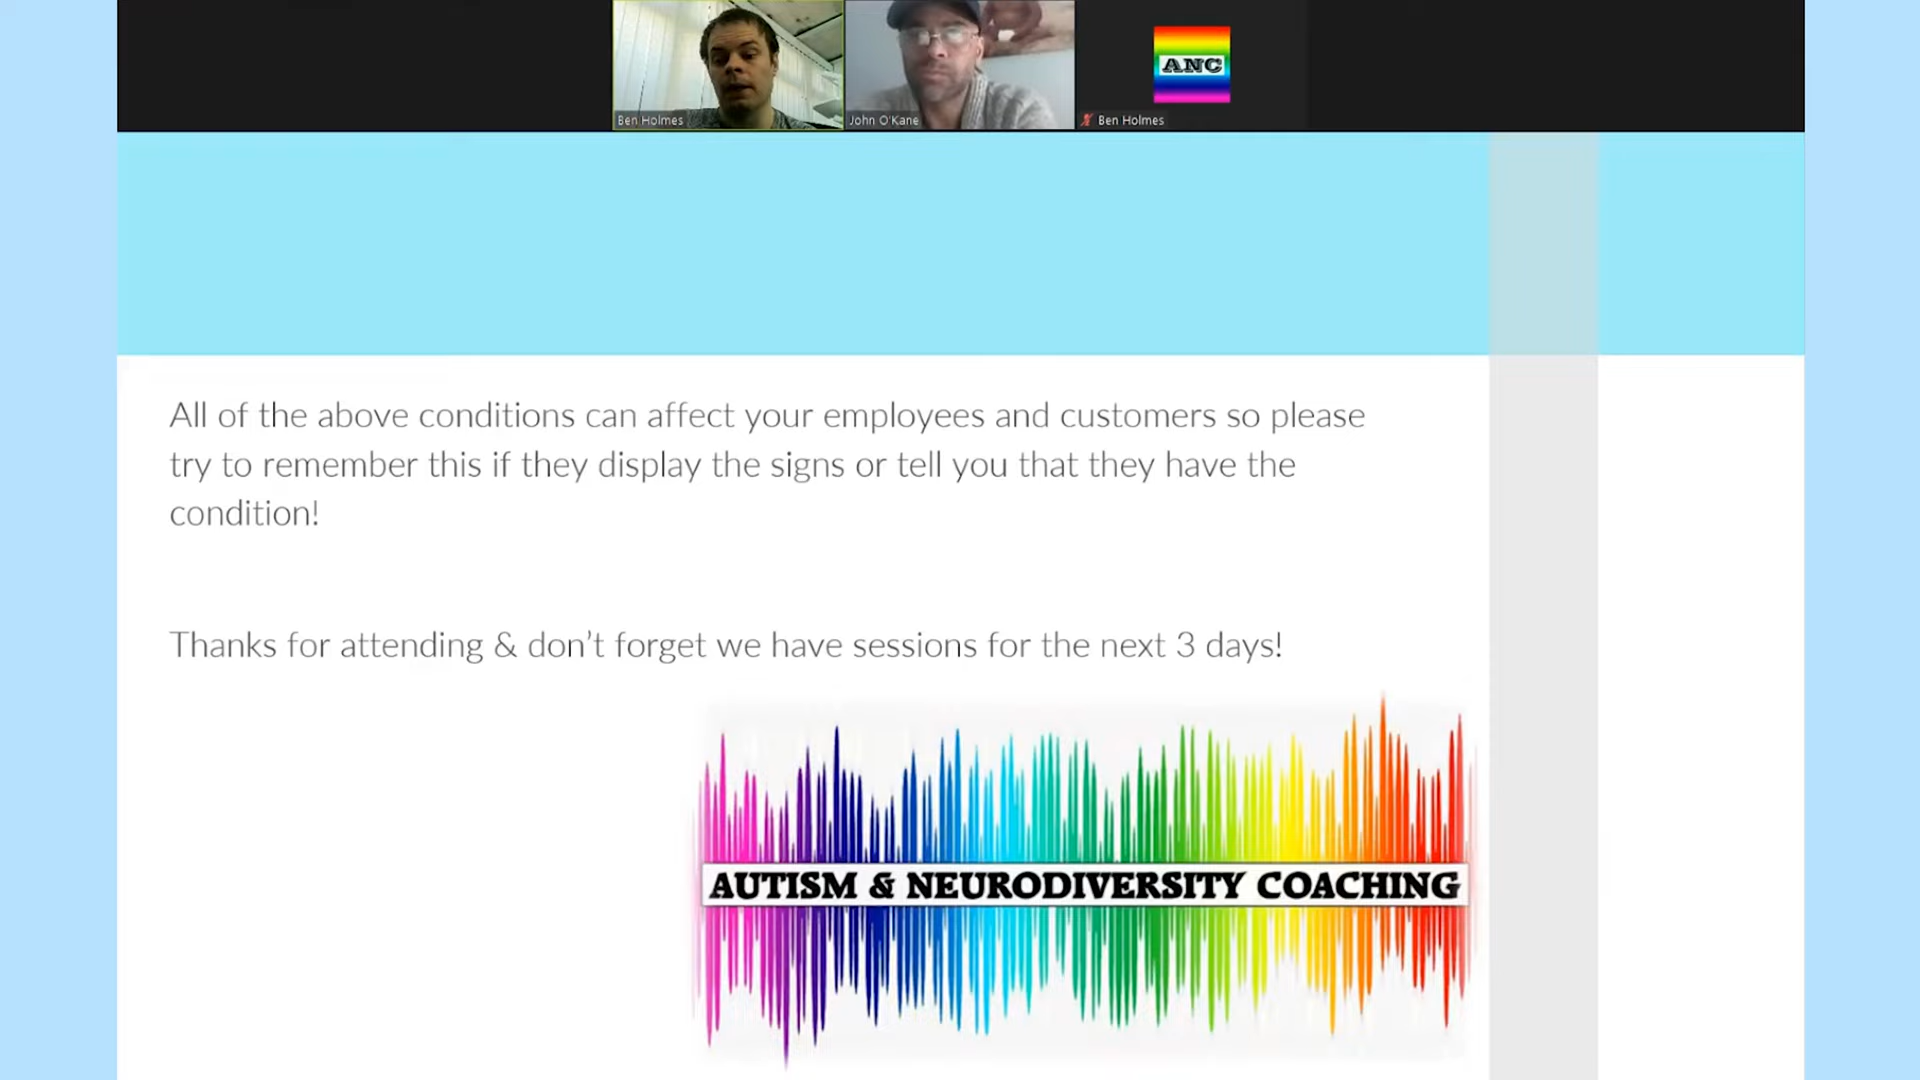 ANC
Ben Holmes
John O'Kane
Ben Holmes
All of the above conditions can affect your employees and customers so please
try to remember this if they display the signs or tell you that they have the
condition!
Thanks for attending & don’t forget we have sessions for the next 3 days!
AUTISM & NEURODIVERSITY COACHING